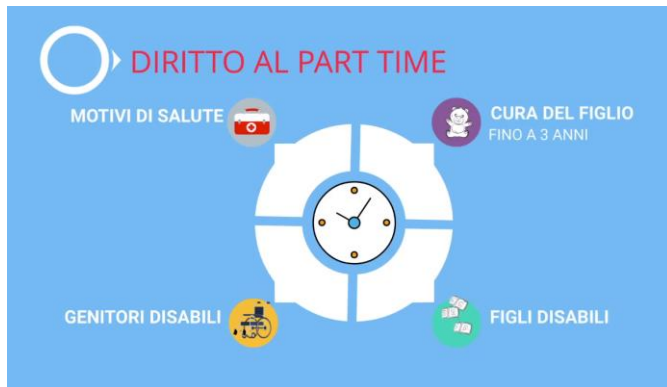 DIRITTO AL PART TIME
MOTIVI DI SALUTE
CURA DEL FIGLIO
FINO A 3 ANNI
GENITORI DISABILI
FIGLI DISABILI